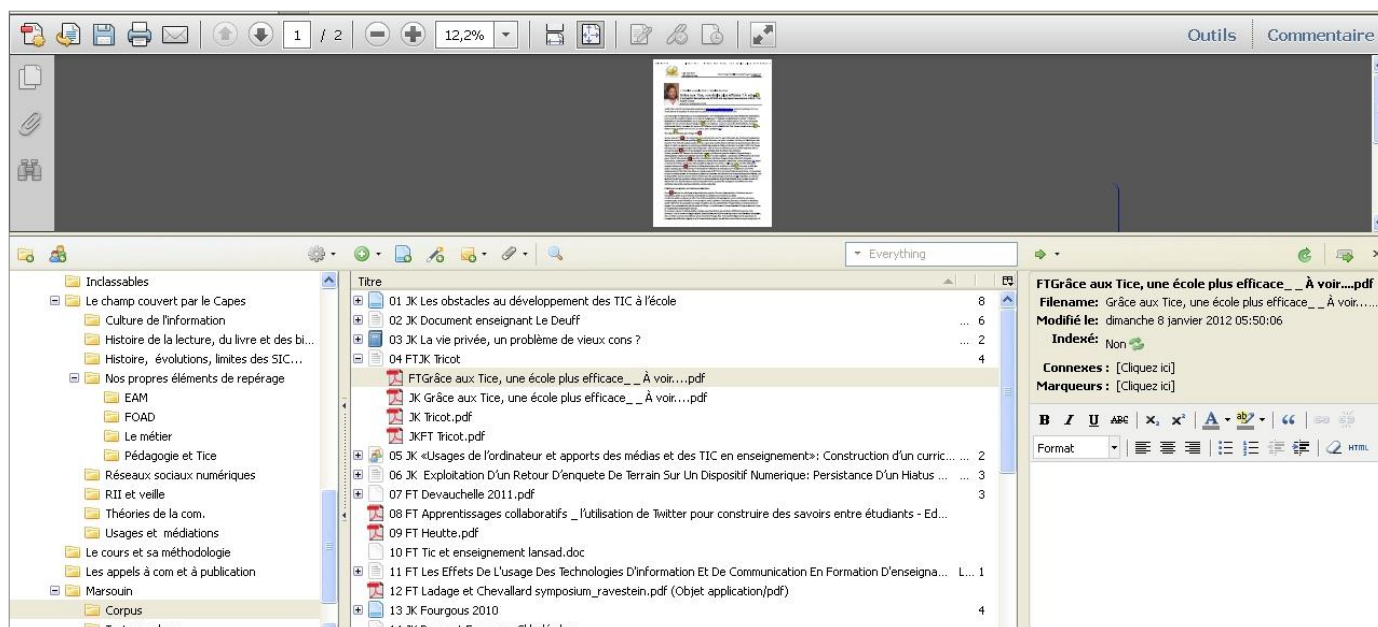 1 / 2
12,2%
Outils
Commentaire
Everything
Inclassables
Le champ couvert par le Capes
Culture de l'information
Histoire de la lecture, du livre et des bi...
Histoire, évolutions, limites des SIC...
Nos propres éléments de repérage
EAM
FOAD
Le métier
Pédagogie et Tice
Réseaux sociaux numériques
RII et veille
Théories de la com.
Usages et médiations
Le cours et sa méthodologie
Les appels à com et à publication
Marsouin
Corpus
Titre
01 JK Les obstacles au développement des TIC à l'école 8
02 JK Document enseignant Le Deuff ... 6
03 JK La vie privée, un problème de vieux cons ? ... 2
04 FTJK Tricot 4
FTGrâce aux Tice, une école plus efficace_ _ À voir....pdf
JK Grâce aux Tice, une école plus efficace_ _ À voir....pdf
JK Tricot.pdf
JKFT Tricot.pdf
05 JK «Usages de l'ordinateur et apports des médias et des TIC en enseignement»: Construction d'un curric... ... 2
06 JK Exploitation D'un Retour D'enquete De Terrain Sur Un Dispositif Numerique: Persistance D'un Hiatus ... ... 3
07 FT Devauchelle 2011.pdf 3
08 FT Apprentissages collaboratifs _ l'utilisation de Twitter pour construire des savoirs entre étudiants - Ed...
09 FT Heutte.pdf
10 FT Tic et enseignement lansad.doc
11 FT Les Effets De L'usage Des Technologies D'information Et De Communication En Formation D'enseigna... L... 1
12 FT Ladage et Chevallard symposium_ravestein.pdf (Objet application/pdf)
13 JK Fourgous 2010 4
FTGrâce aux Tice, une école plus efficace_ _ À voir....pdf
Filename: Grâce aux Tice, une école plus efficace_ _ À voir......
Modifié le: dimanche 8 janvier 2012 05:50:06
Indexé: Non
Connexes : [Cliquez ici]
Marqueurs : [Cliquez ici]
B I U ABC X₂ X² A ab
Format
HTML